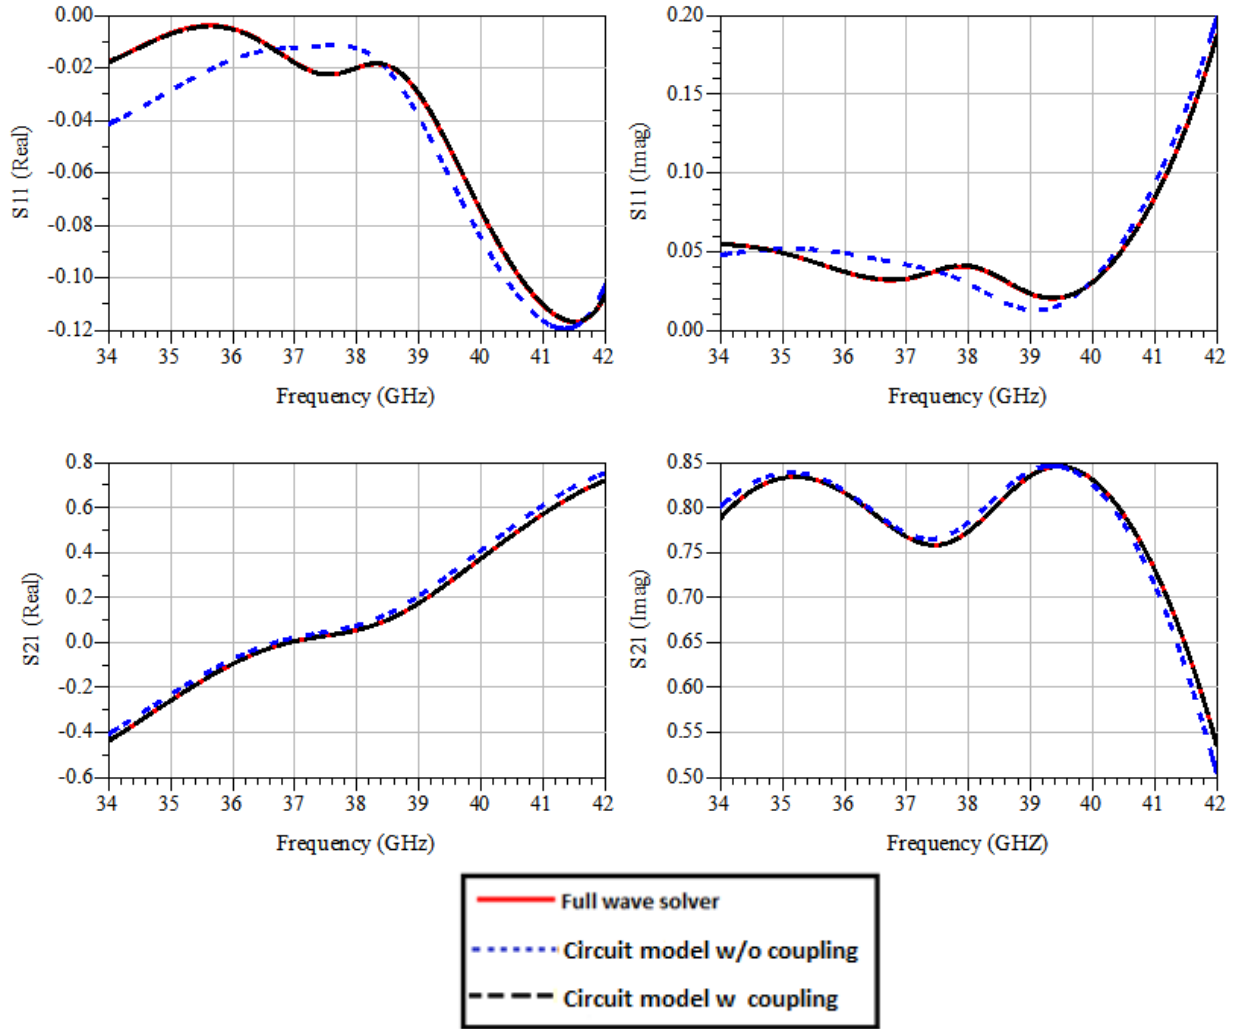 0.00
-0.02
-0.04
-0.06
-0.08
-0.10
-0.12
S11 (Real)
34 35 36 37 38 39 40 41 42
Frequency (GHz)
0.20
0.15
0.10
0.05
0.00
S11 (Imag)
34 35 36 37 38 39 40 41 42
Frequency (GHz)
0.8
0.6
0.4
0.2
0.0
-0.2
-0.4
-0.6
S21 (Real)
34 35 36 37 38 39 40 41 42
Frequency (GHz)
0.85
0.80
0.75
0.70
0.65
0.60
0.55
0.50
S21 (Imag)
34 35 36 37 38 39 40 41 42
Frequency (GHZ)
Full wave solver
Circuit model w/o coupling
Circuit model w coupling